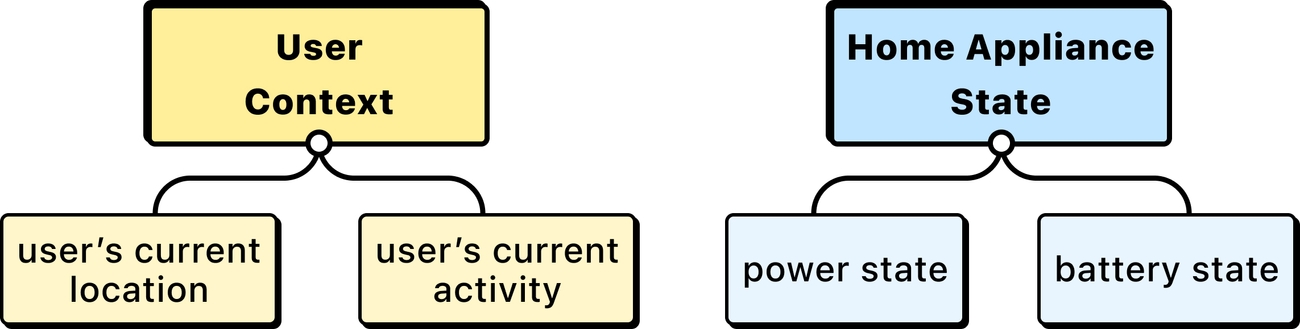 User
Context
Home Appliance
State
user’s current
location
user’s current
activity
power state
battery state